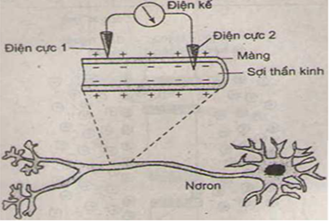 Điện kế
Điện cực 1
Điện cực 2
Màng
Sợi thần kinh
+ + + + +
– – – – – –
– – – – – –
+ + + + +
Nơron